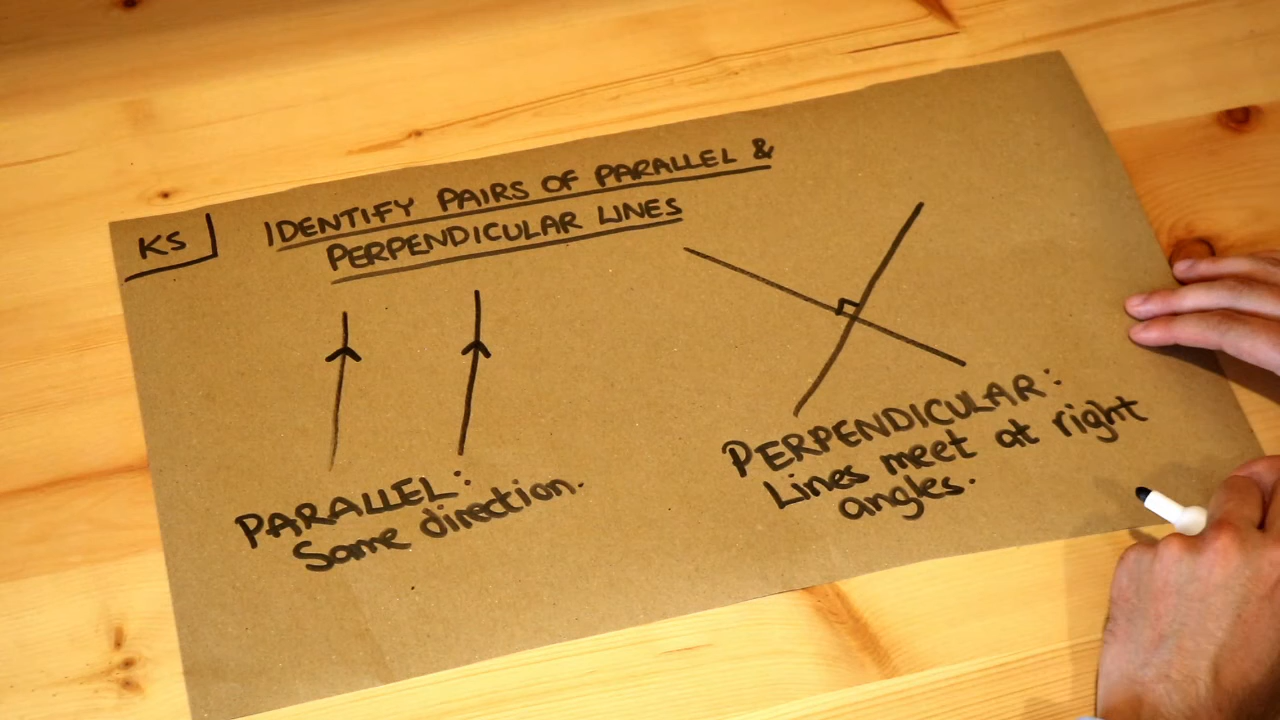 KS
IDENTIFY PAIRS OF PARALLEL &
PERPENDICULAR LINES
PARALLEL:
Same direction.
PERPENDICULAR:
Lines meet at right
angles.